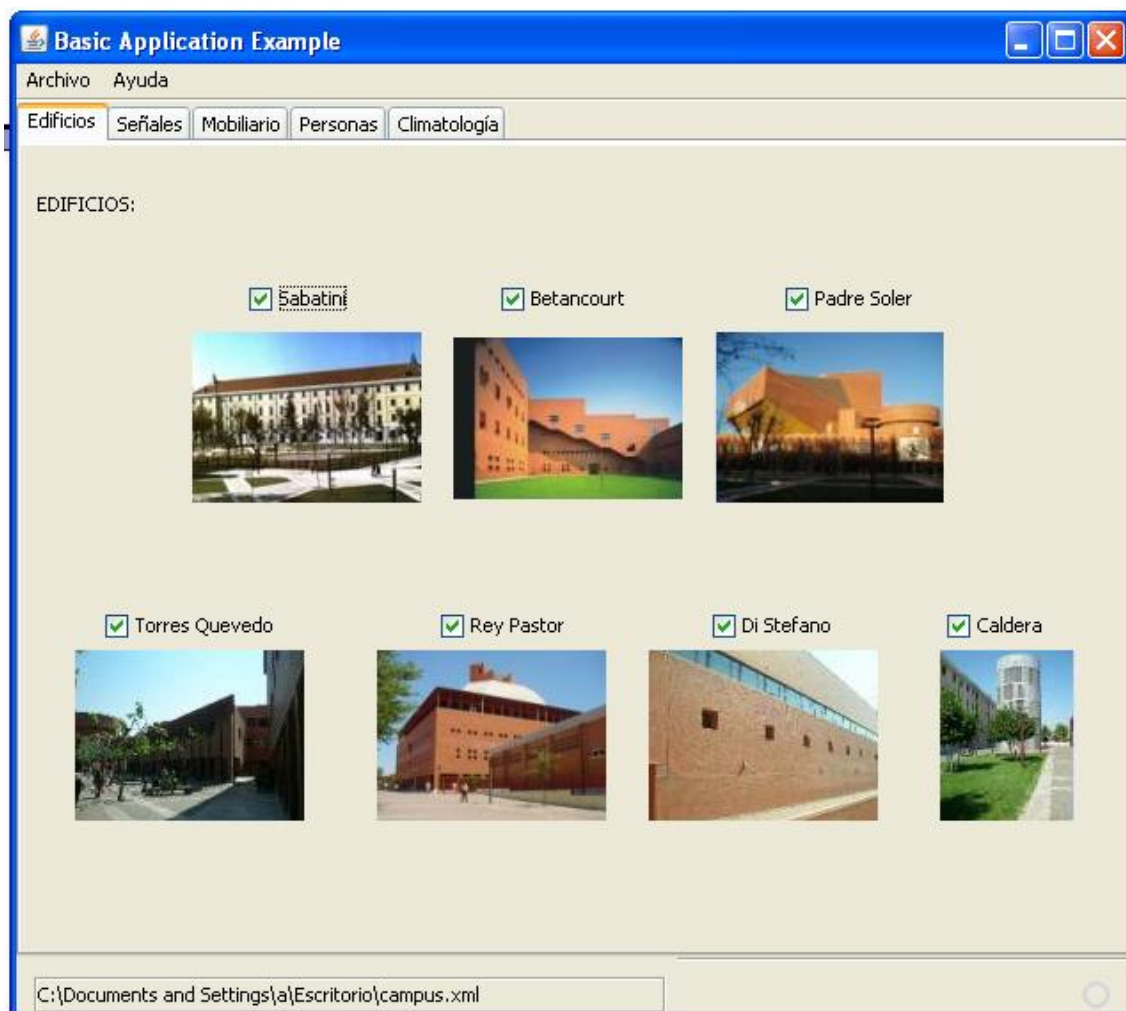 Basic Application Example
Archivo Ayuda
Edificios Señales Mobiliario Personas Climatología
EDIFICIOS:
Sabatini Betancourt Padre Soler
Torres Quevedo Rey Pastor Di Stefano Caldera
C:\Documents and Settings\a\Escritorio\campus.xml